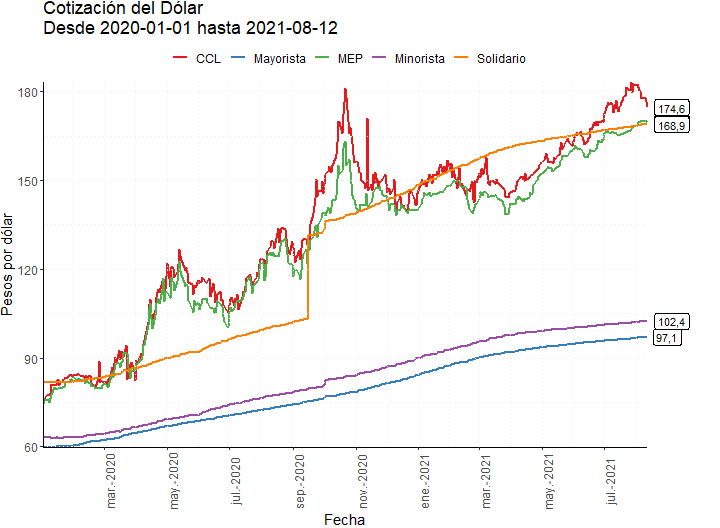 Cotización del Dólar
Desde 2020-01-01 hasta 2021-08-12
CCL Mayorista MEP Minorista Solidario
Pesos por dólar
180
150
120
90
60
174,6
168,9
102,4
97,1
mar.-2020
may.-2020
jul.-2020
sep.-2020
nov.-2020
ene.-2021
mar.-2021
may.-2021
jul.-2021
Fecha